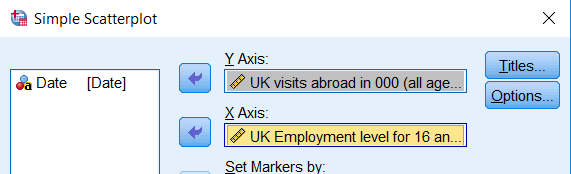 Simple Scatterplot
Y Axis:
Titles...
Date [Date]
UK visits abroad in 000 (all age...
Options...
X Axis:
UK Employment level for 16 an...
Set Markers by: